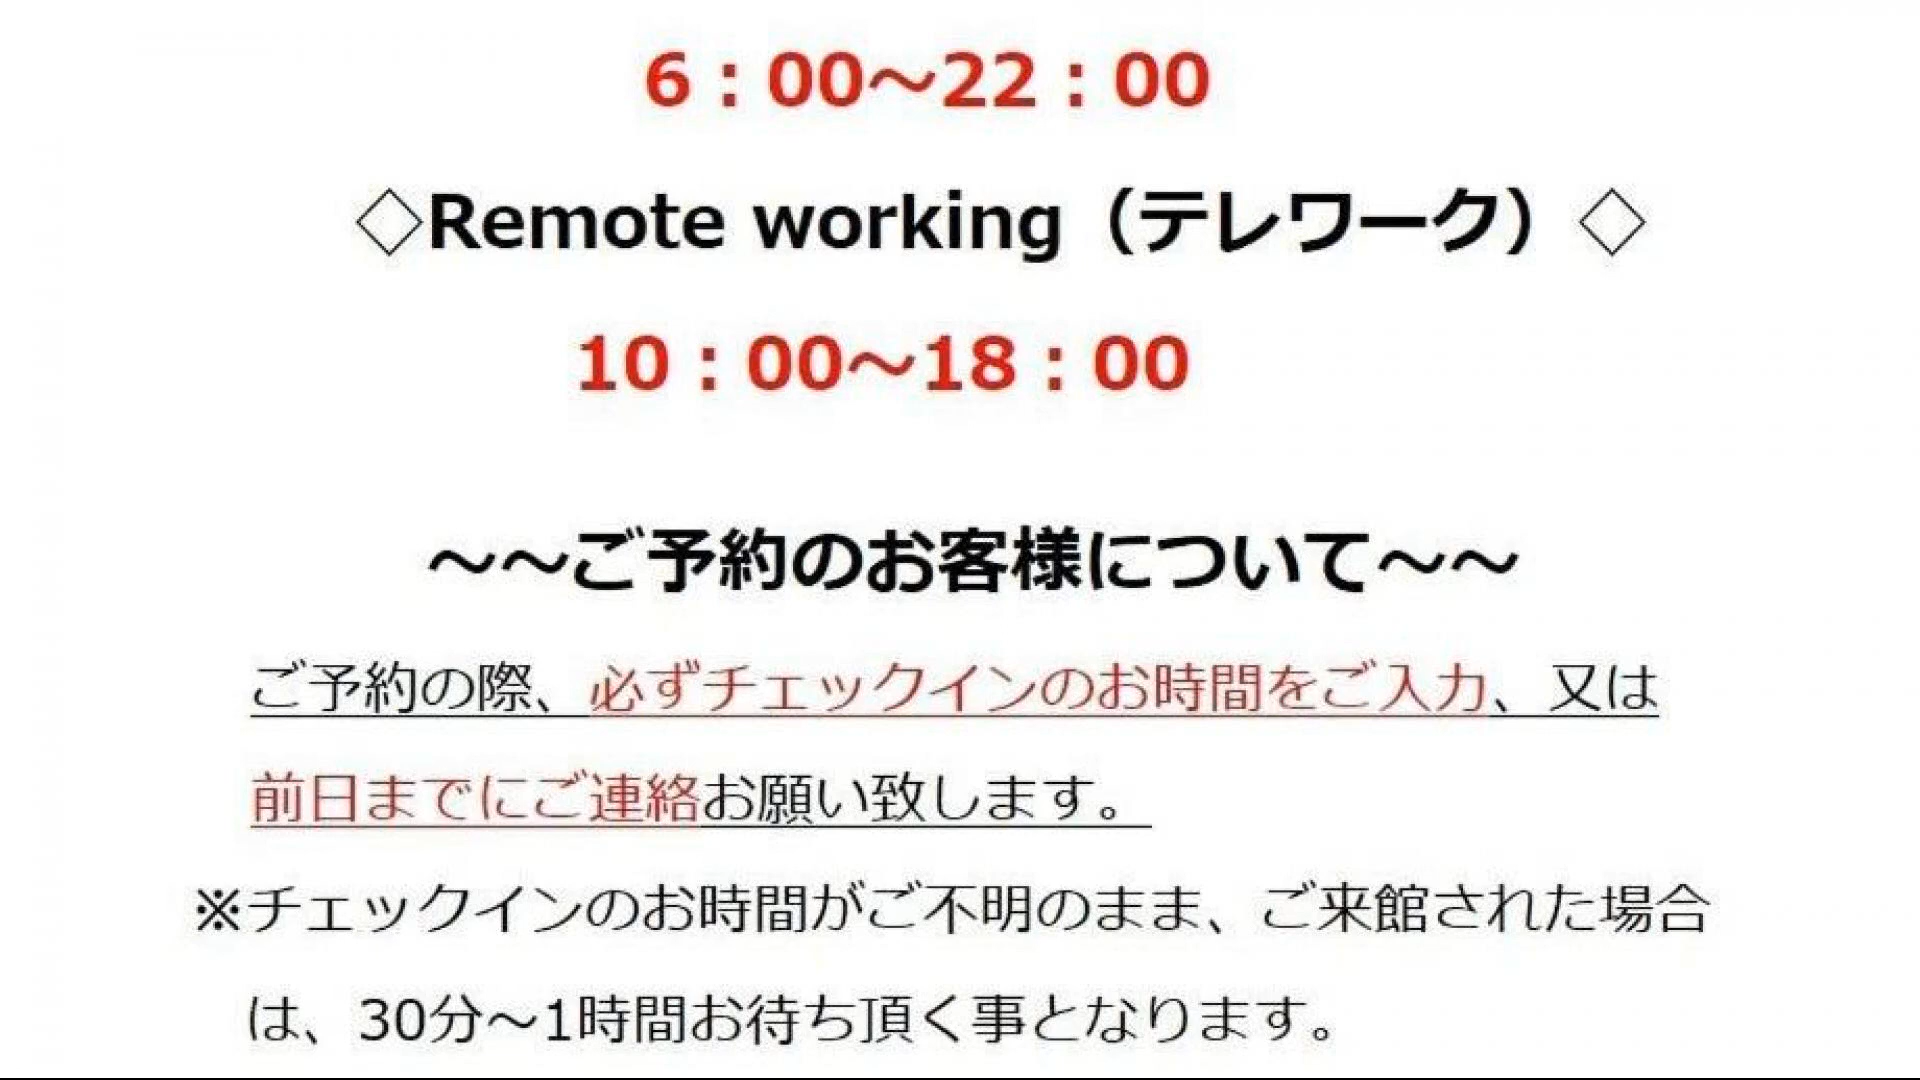 6：00～22：00
◇Remote working（テレワーク）◇
10：00～18：00
～～ご予約のお客様について～～
ご予約の際、必ずチェックインのお時間をご入力、又は
前日までにご連絡お願い致します。
※チェックインのお時間がご不明のまま、ご来館された場合
は、30分～1時間お待ち頂く事となります。